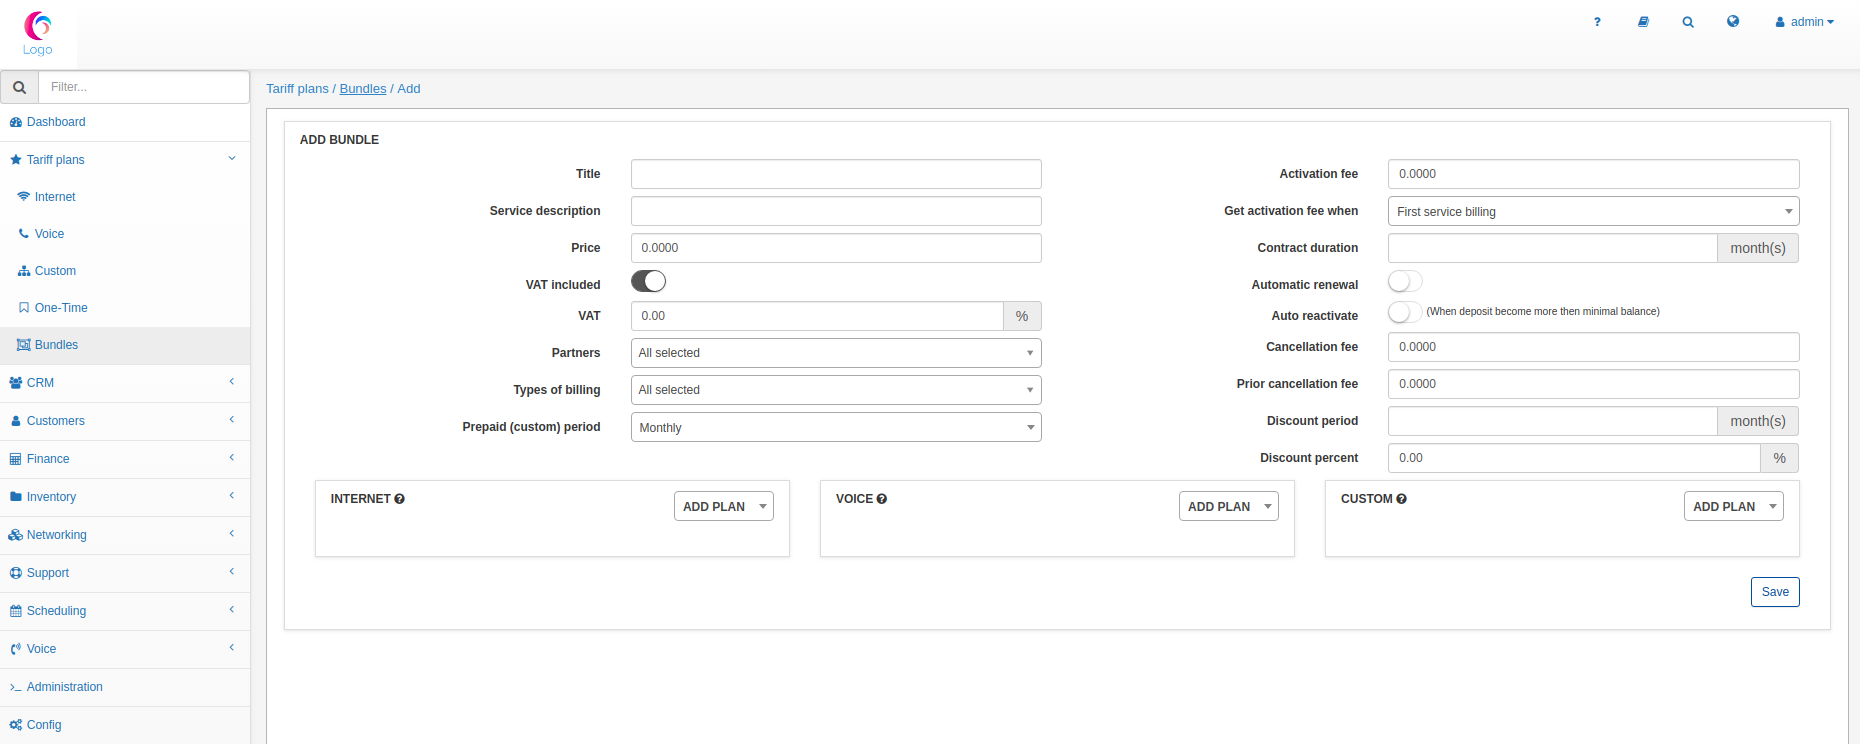 Logo
? admin
Filter...
Dashboard
Tariff plans
Internet
Voice
Custom
One-Time
Bundles
CRM
Customers
Finance
Inventory
Networking
Support
Scheduling
Voice
Administration
Config
Tariff plans / Bundles / Add
ADD BUNDLE
Title
Service description
Price 0.0000
VAT included
VAT 0.00 %
Partners All selected
Types of billing All selected
Prepaid (custom) period Monthly
Activation fee 0.0000
Get activation fee when First service billing
Contract duration month(s)
Automatic renewal
Auto reactivate (When deposit become more then minimal balance)
Cancellation fee 0.0000
Prior cancellation fee 0.0000
Discount period month(s)
Discount percent 0.00 %
INTERNET ? ADD PLAN
VOICE ? ADD PLAN
CUSTOM ? ADD PLAN
Save